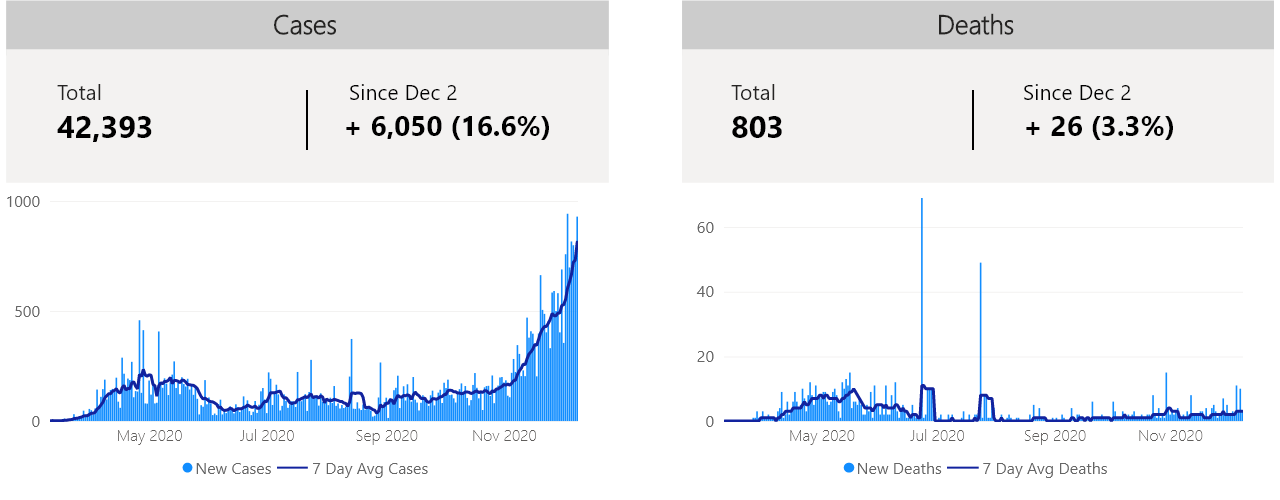 Cases
Total
Since Dec 2
42,393
+ 6,050 (16.6%)
1000
500
0
May 2020
Jul 2020
Sep 2020
Nov 2020
New Cases
7 Day Avg Cases
Deaths
Total
Since Dec 2
803
+ 26 (3.3%)
60
40
20
0
May 2020
Jul 2020
Sep 2020
Nov 2020
New Deaths
7 Day Avg Deaths